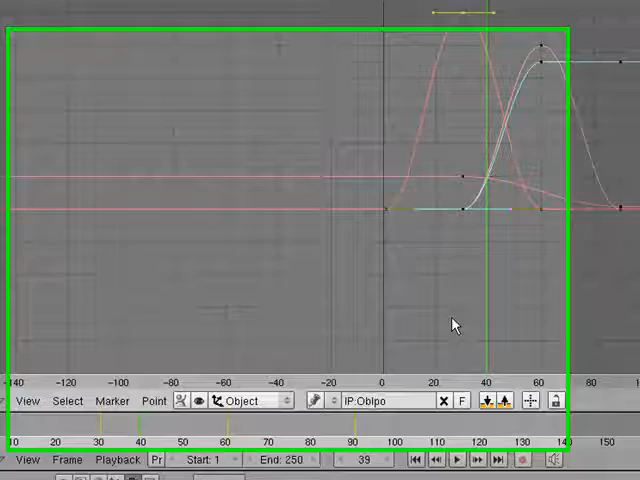 -140 -120 -100 -80 -60 -40 -20 0 20 40 60 80
View Select Marker Point Object IP:ObIpo X F
10 20 30 40 50 60 70 80 90 100 110 120 130 140 150
View Frame Playback Pr Start: 1 End: 250 39